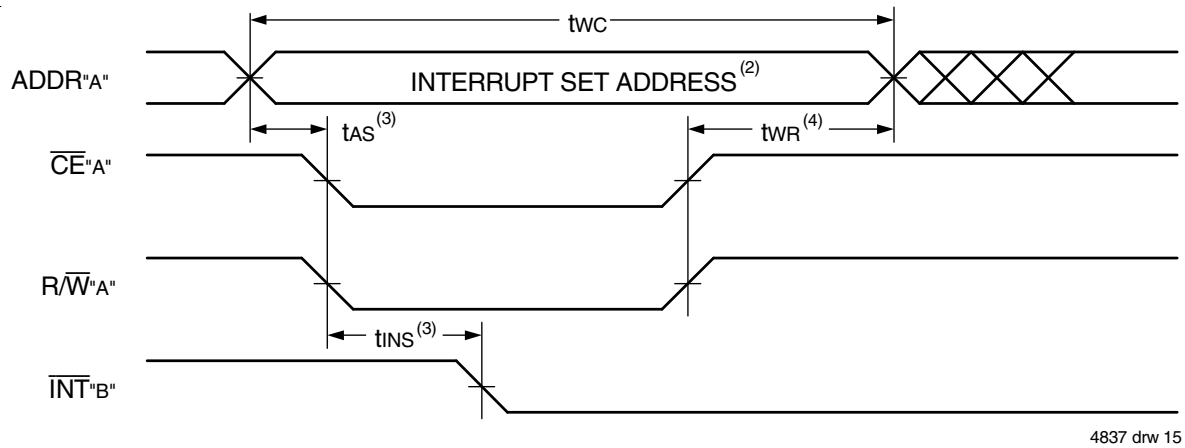 tWC
ADDR"A"
INTERRUPT SET ADDRESS(2)
tAS(3)
tWR(4)
CE"A"
R/W"A"
tINS(3)
INT"B"
4837 drw 15